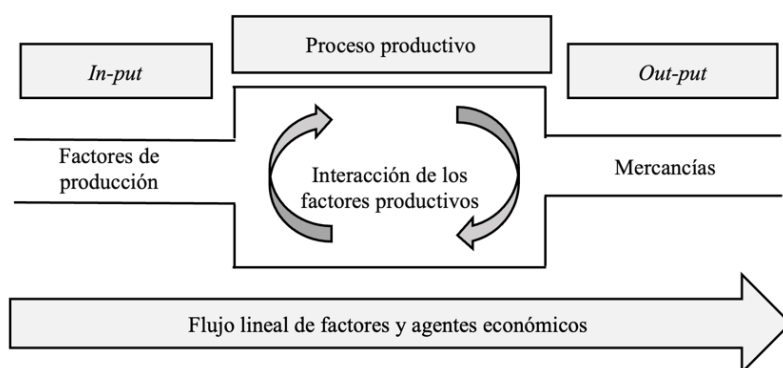 Proceso productivo
In-put
Out-put
Factores de
producción
Interacción de los
factores productivos
Mercancías
Flujo lineal de factores y agentes económicos